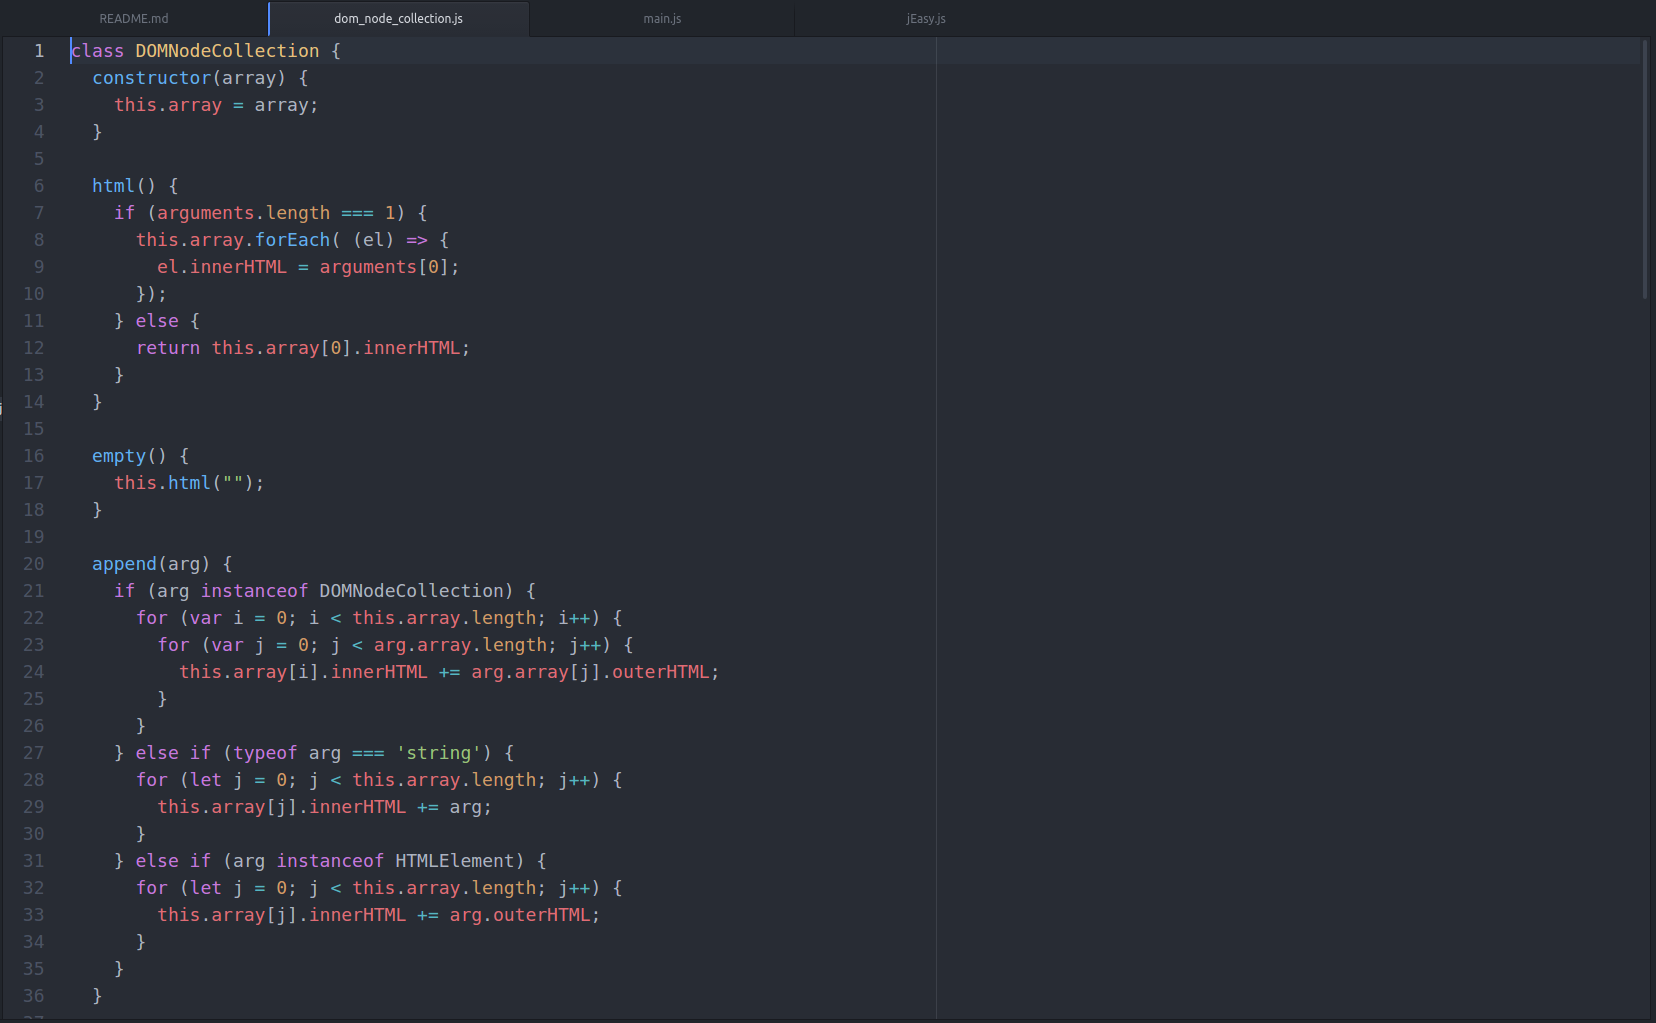 README.md dom_node_collection.js main.js jEasy.js
1 class DOMNodeCollection {
2   constructor(array) {
3     this.array = array;
4   }
5
6   html() {
7     if (arguments.length === 1) {
8       this.array.forEach( (el) => {
9         el.innerHTML = arguments[0];
10       });
11     } else {
12       return this.array[0].innerHTML;
13     }
14   }
15
16   empty() {
17     this.html("");
18   }
19
20   append(arg) {
21     if (arg instanceof DOMNodeCollection) {
22       for (var i = 0; i < this.array.length; i++) {
23         for (var j = 0; j < arg.array.length; j++) {
24           this.array[i].innerHTML += arg.array[j].outerHTML;
25         }
26       }
27     } else if (typeof arg === 'string') {
28       for (let j = 0; j < this.array.length; j++) {
29         this.array[j].innerHTML += arg;
30       }
31     } else if (arg instanceof HTMLElement) {
32       for (let j = 0; j < this.array.length; j++) {
33         this.array[j].innerHTML += arg.outerHTML;
34       }
35     }
36   }